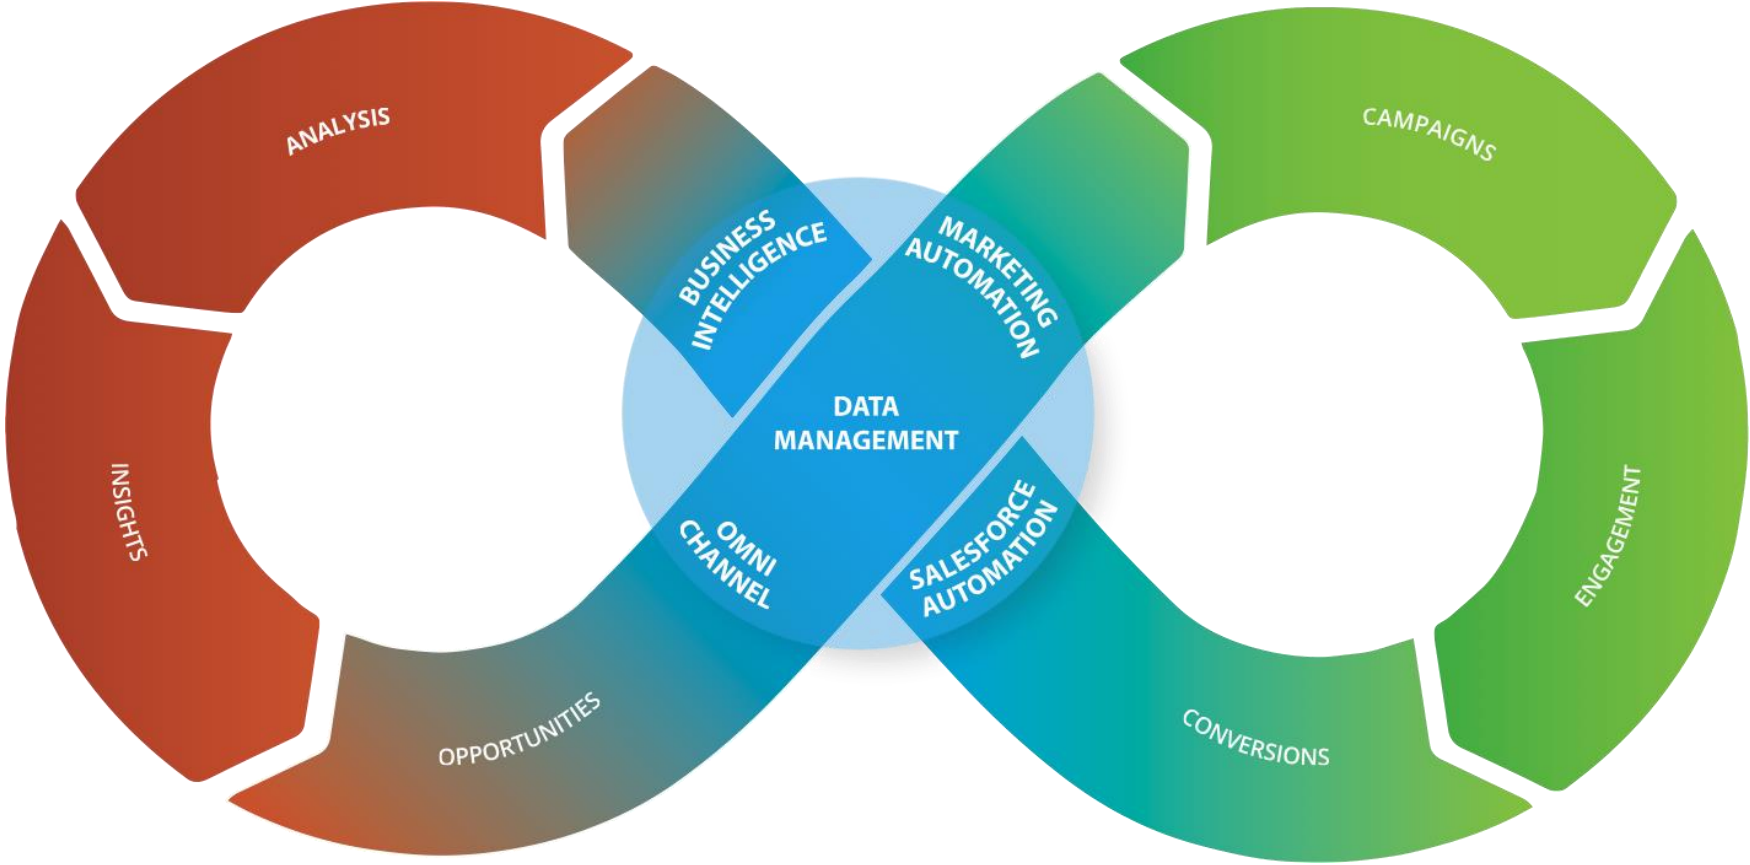 ANALYSIS
CAMPAIGNS
BUSINESS
INTELLIGENCE
MARKETING
AUTOMATION
DATA
MANAGEMENT
INSIGHTS
ENGAGEMENT
OMNI
CHANNEL
SALESFORCE
AUTOMATION
OPPORTUNITIES
CONVERSIONS